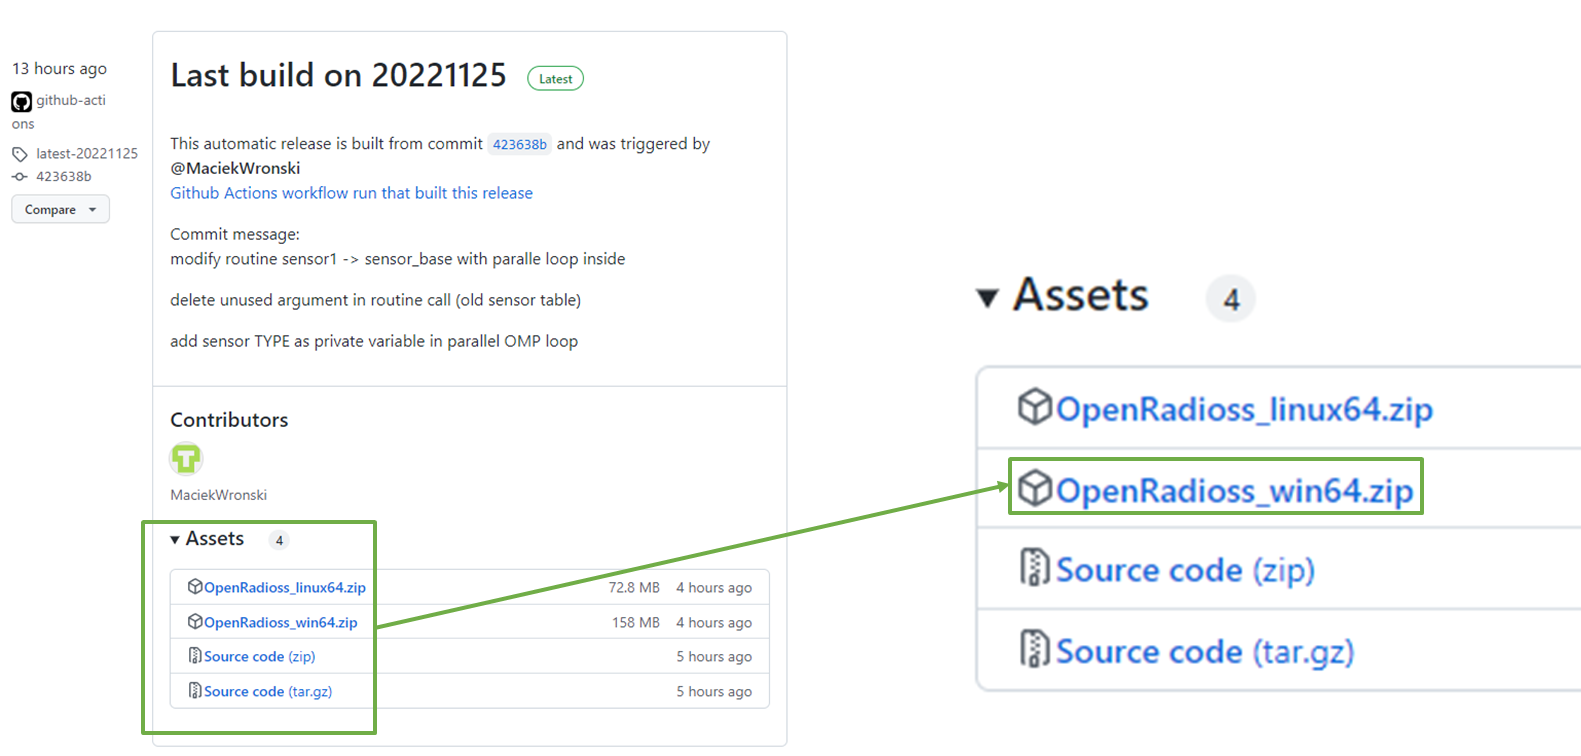 13 hours ago
github-acti
ons
latest-20221125
423638b
Compare
Last build on 20221125 Latest
This automatic release is built from commit 423638b and was triggered by
@MaciekWronski
Github Actions workflow run that built this release
Commit message:
modify routine sensor1 -> sensor_base with paralle loop inside
delete unused argument in routine call (old sensor table)
add sensor TYPE as private variable in parallel OMP loop
Contributors
MaciekWronski
Assets 4
OpenRadioss_linux64.zip 72.8 MB 4 hours ago
OpenRadioss_win64.zip 158 MB 4 hours ago
Source code (zip) 5 hours ago
Source code (tar.gz) 5 hours ago
Assets 4
OpenRadioss_linux64.zip
OpenRadioss_win64.zip
Source code (zip)
Source code (tar.gz)